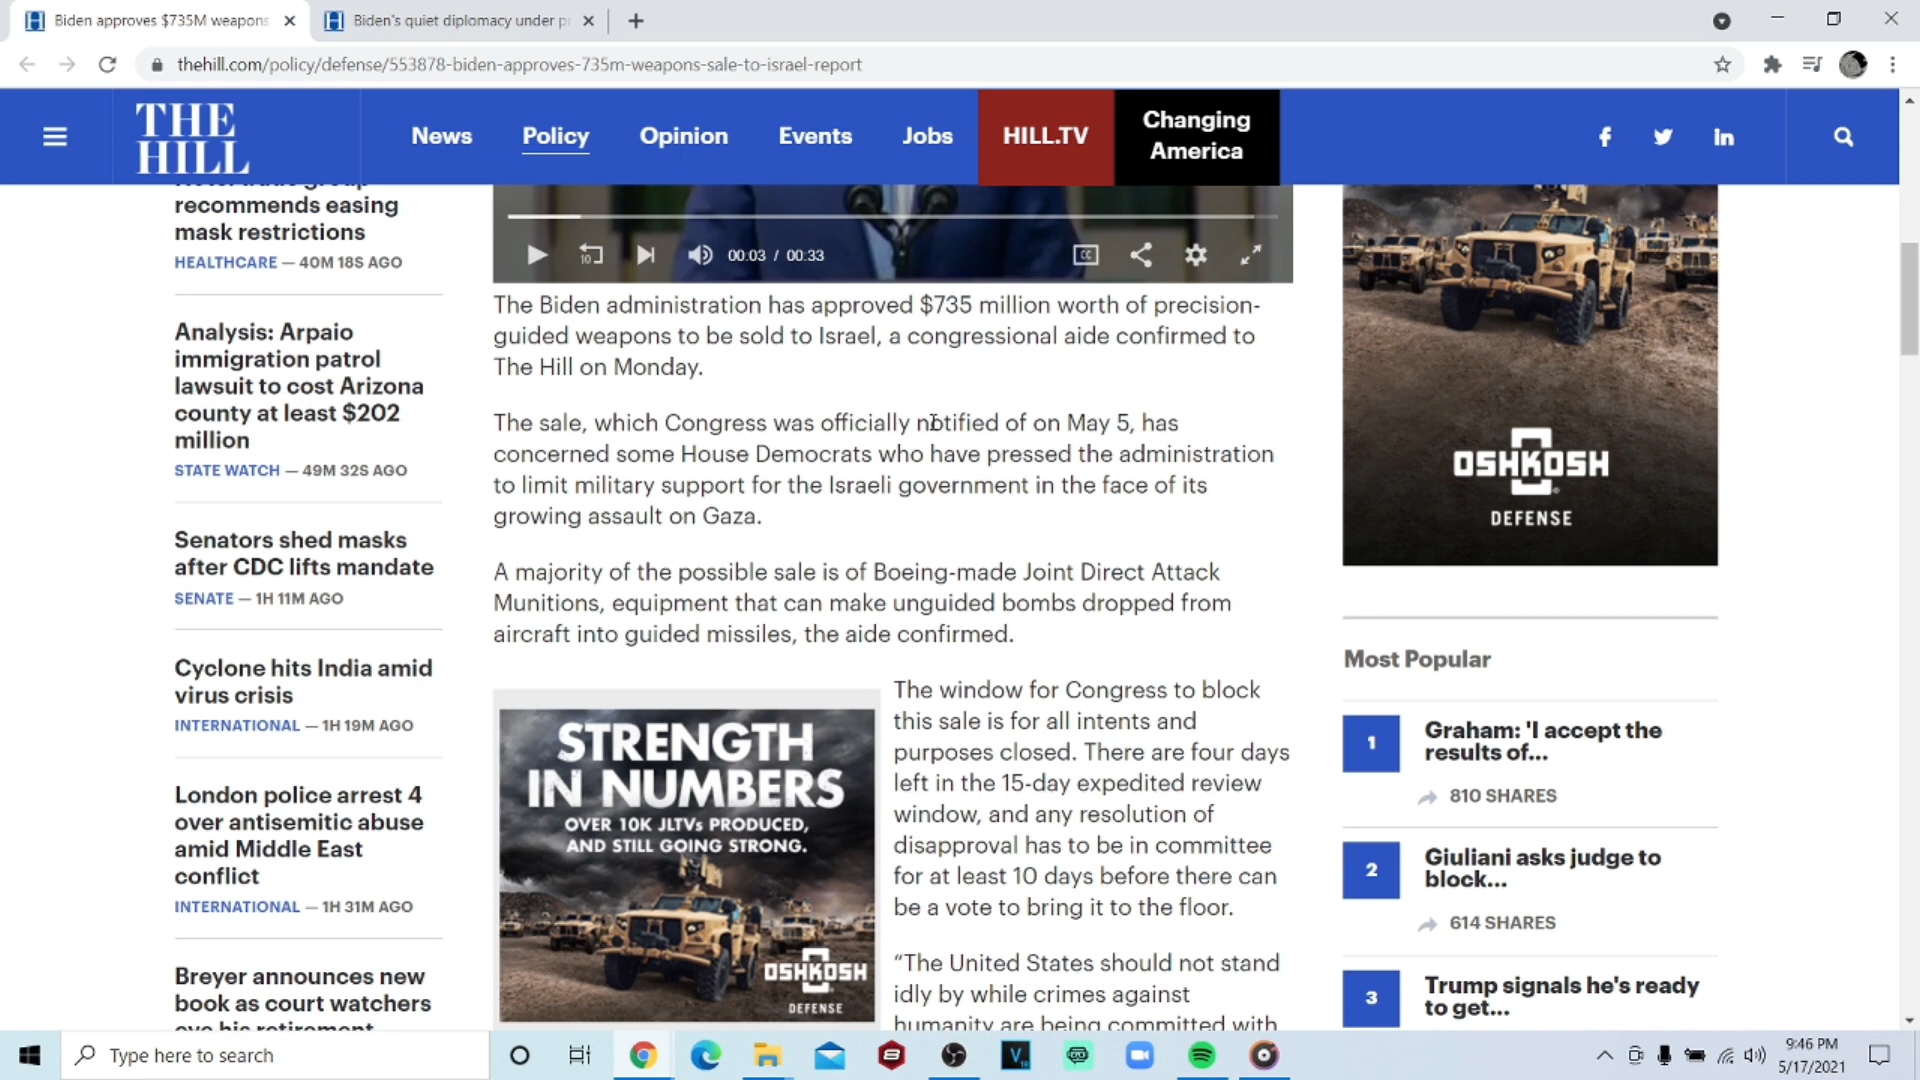 Biden approves $735M weapons
Biden's quiet diplomacy under p
thehill.com/policy/defense/553878-biden-approves-735m-weapons-sale-to-israel-report
THE
HILL
News
Policy
Opinion
Events
Jobs
HILL.TV
Changing
America
recommends easing
mask restrictions
HEALTHCARE — 40M 18S AGO
Analysis: Arpaio
immigration patrol
lawsuit to cost Arizona
county at least $202
million
STATE WATCH — 49M 32S AGO
Senators shed masks
after CDC lifts mandate
SENATE — 1H 11M AGO
Cyclone hits India amid
virus crisis
INTERNATIONAL — 1H 19M AGO
London police arrest 4
over antisemitic abuse
amid Middle East
conflict
INTERNATIONAL — 1H 31M AGO
Breyer announces new
book as court watchers
eye his retirement
10
00:03 / 00:33
CC
The Biden administration has approved $735 million worth of precision-
guided weapons to be sold to Israel, a congressional aide confirmed to
The Hill on Monday.
The sale, which Congress was officially notified of on May 5, has
concerned some House Democrats who have pressed the administration
to limit military support for the Israeli government in the face of its
growing assault on Gaza.
A majority of the possible sale is of Boeing-made Joint Direct Attack
Munitions, equipment that can make unguided bombs dropped from
aircraft into guided missiles, the aide confirmed.
STRENGTH
IN NUMBERS
OVER 10K JLTVs PRODUCED,
AND STILL GOING STRONG.
OSHKOSH
DEFENSE
The window for Congress to block
this sale is for all intents and
purposes closed. There are four days
left in the 15-day expedited review
window, and any resolution of
disapproval has to be in committee
for at least 10 days before there can
be a vote to bring it to the floor.
“The United States should not stand
idly by while crimes against
humanity are being committed with
OSHKOSH
DEFENSE
Most Popular
1
Graham: 'I accept the
results of...
810 SHARES
2
Giuliani asks judge to
block...
614 SHARES
3
Trump signals he's ready
to get...
Type here to search
9:46 PM
5/17/2021